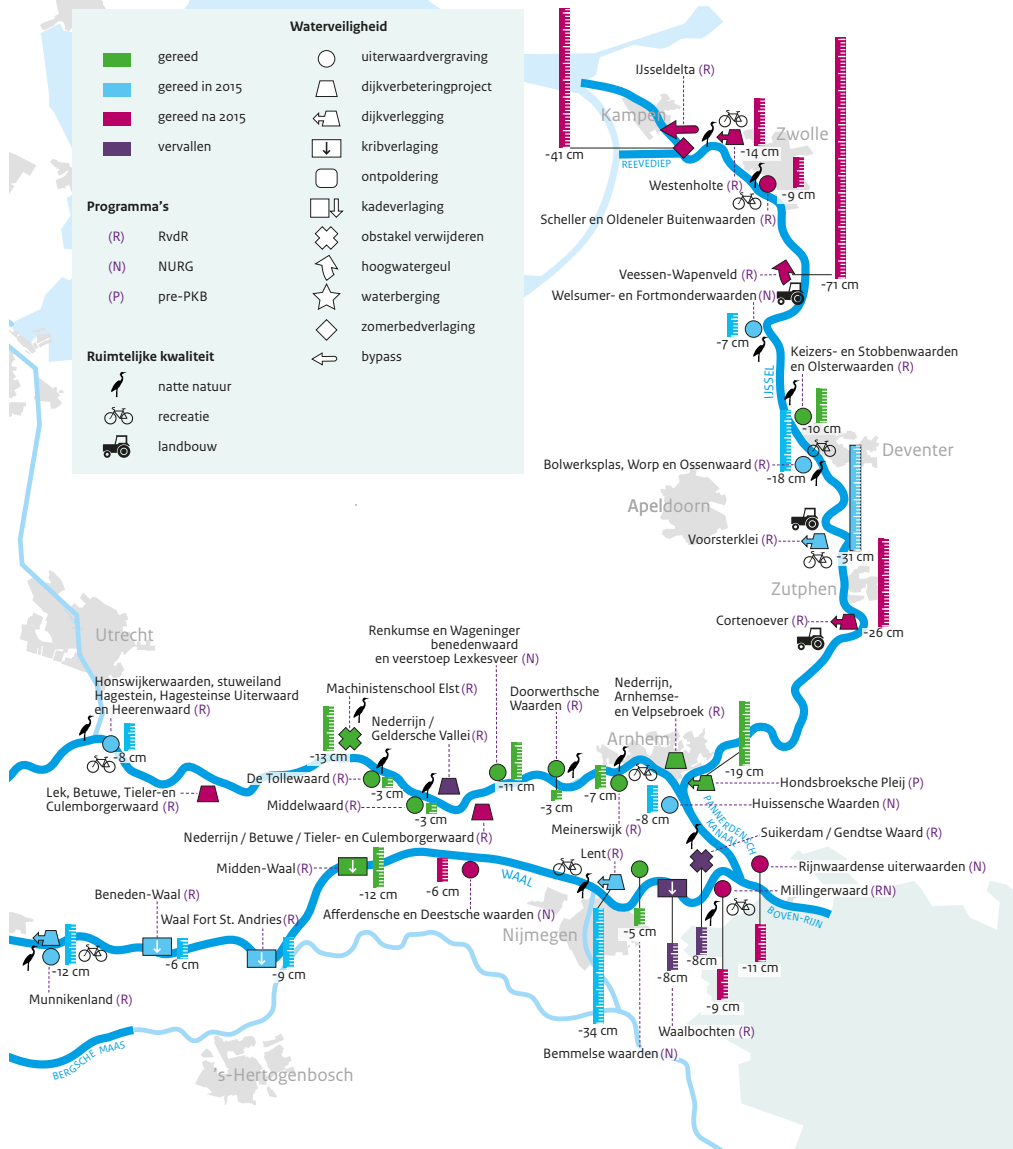 Waterveiligheid
gereed
gereed in 2015
gereed na 2015
vervallen
Programma's
(R) RvdR
(N) NURG
(P) pre-PKB
Ruimtelijke kwaliteit
natte natuur
recreatie
landbouw
uiterwaardvergraving
dijkverbeteringproject
dijkverlegging
kribverlaging
ontpoldering
kadeverlaging
obstakel verwijderen
hoogwatergeul
waterberging
zomerbedverlaging
bypass
IJsseldelta (R)
Kampen
Zwolle
-41 cm
-14 cm
REEVEDIEP
Westenholte (R)
-9 cm
Scheller en Oldeneler Buitenwaarden (R)
Veessen-Wapenveld (R)
-71 cm
Welsumer- en Fortmonderwaarden (N)
-7 cm
Keizers- en Stobbenwaarden
en Olsterwaarden (R)
IJSSEL
-10 cm
Deventer
Bolwerksplas, Worp en Ossenwaard (R)
-18 cm
Apeldoorn
Voorsterklei (R)
-31 cm
Zutphen
Cortenoever (R)
-26 cm
Utrecht
Renkumse en Wageninger
benedenwaard
en veerstoep Lexkesveer (N)
Honswijkerwaarden, stuweiland
Hagestein, Hagesteinse Uiterwaard
en Heerenwaard (R)
Machinistenschool Elst (R)
Doorwerthsche
Waarden (R)
Nederrijn,
Arnhemse-
en Velpsebroek (R)
Nederrijn /
Geldersche Vallei (R)
Arnhem
-8 cm
-13 cm
-19 cm
De Tollewaard (R)
-3 cm
-11 cm
-3 cm
-7 cm
Hondsbroeksche Pleij (P)
Lek, Betuwe, Tieler-en
Culemborgerwaard (R)
Middelwaard (R)
-3 cm
-8 cm
Huissensche Waarden (N)
PANNERDENSCH
KANAAL
Meinerswijk (R)
Suikerdam / Gendtse Waard (R)
Nederrijn / Betuwe / Tieler- en Culemborgerwaard (R)
Midden-Waal (R)
Lent (R)
Rijnwaardense uiterwaarden (N)
WAAL
-12 cm
-6 cm
Millingerwaard (RN)
Beneden-Waal (R)
Afferdensche en Deestsche waarden (N)
BOVEN-RIJN
Waal Fort St. Andries (R)
Nijmegen
-5 cm
-12 cm
-6 cm
-9 cm
-8cm
-8cm
-11 cm
Munnikenland (R)
-9 cm
-34 cm
Waalbochten (R)
BERGSCHE MAAS
Bemmelse waarden (N)
's-Hertogenbosch